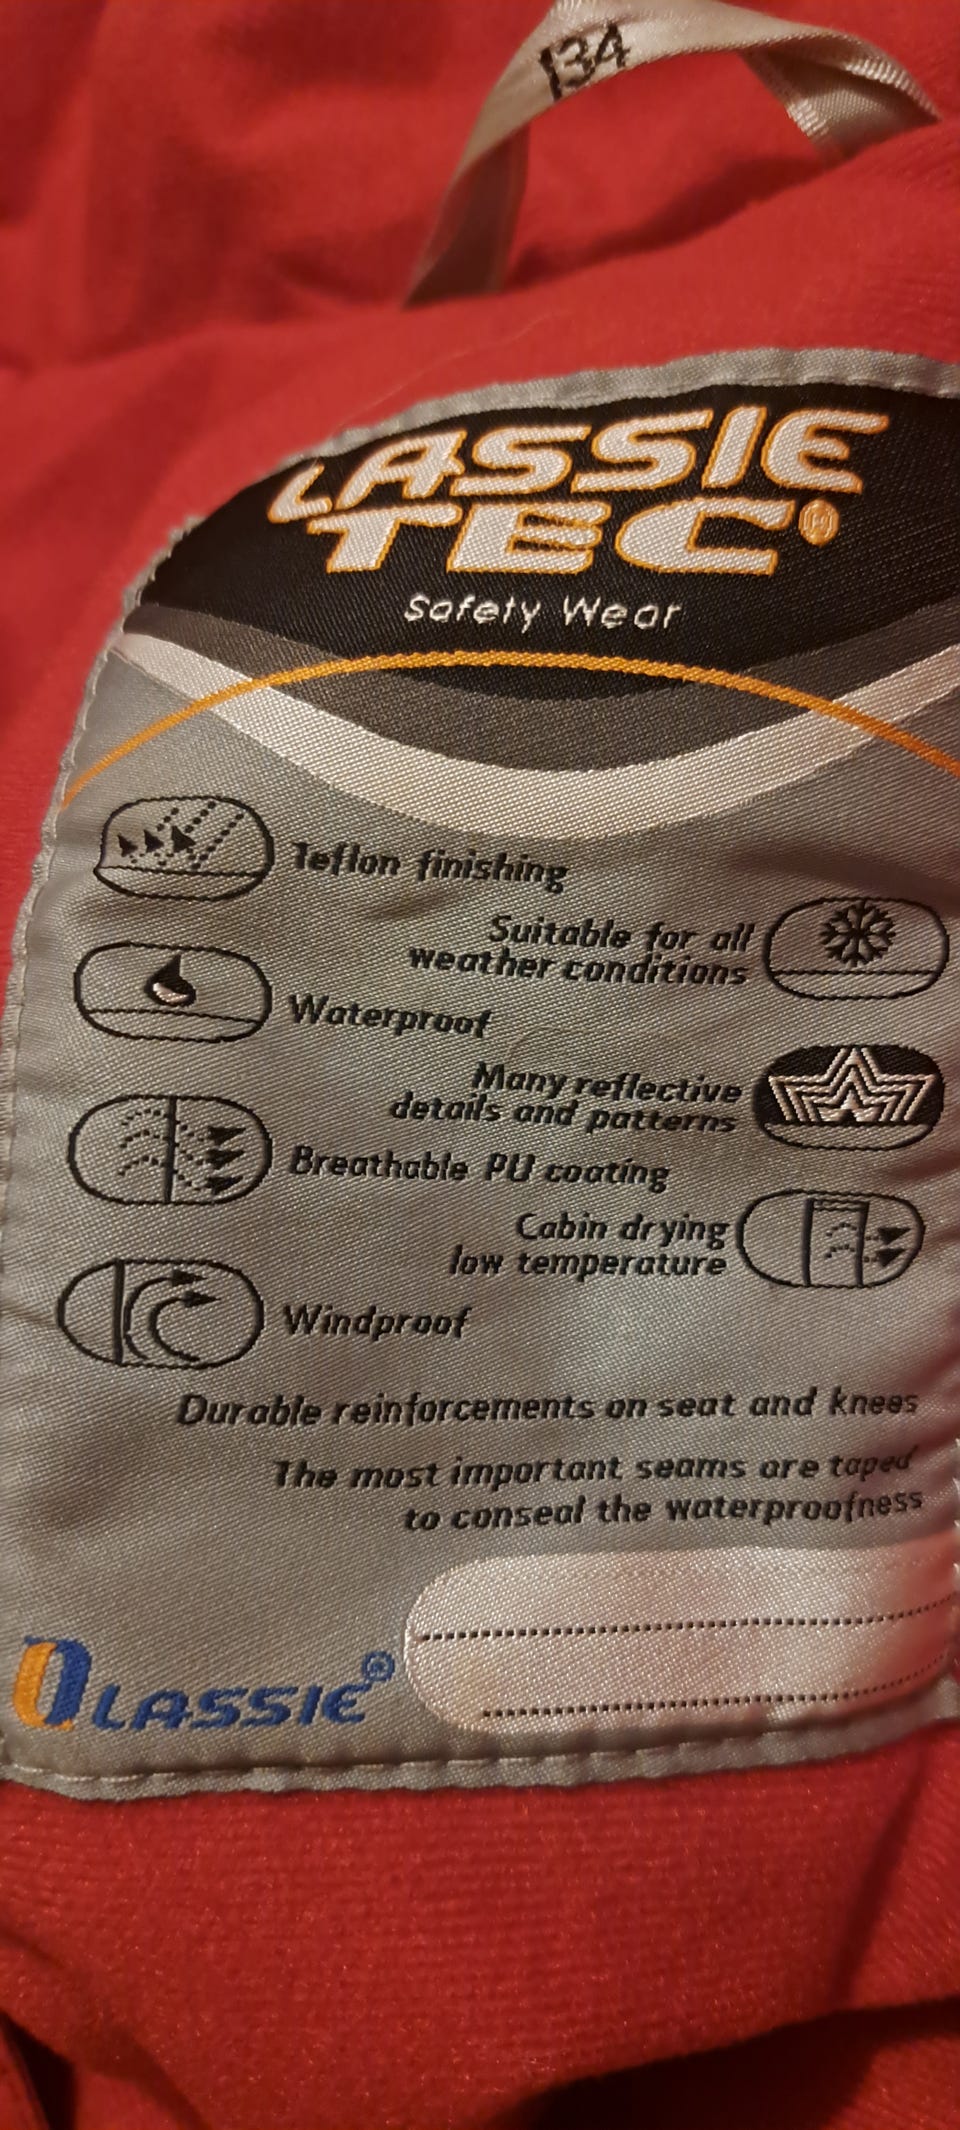 134
LASSIE
TEC®
Safety Wear
Teflon finishing
Suitable for all
weather conditions
Waterproof
Many reflective
details and patterns
Breathable PU coating
Cabin drying
low temperature
Windproof
Durable reinforcements on seat and knees
The most important seams are taped
to conseal the waterproofness
LASSIE®